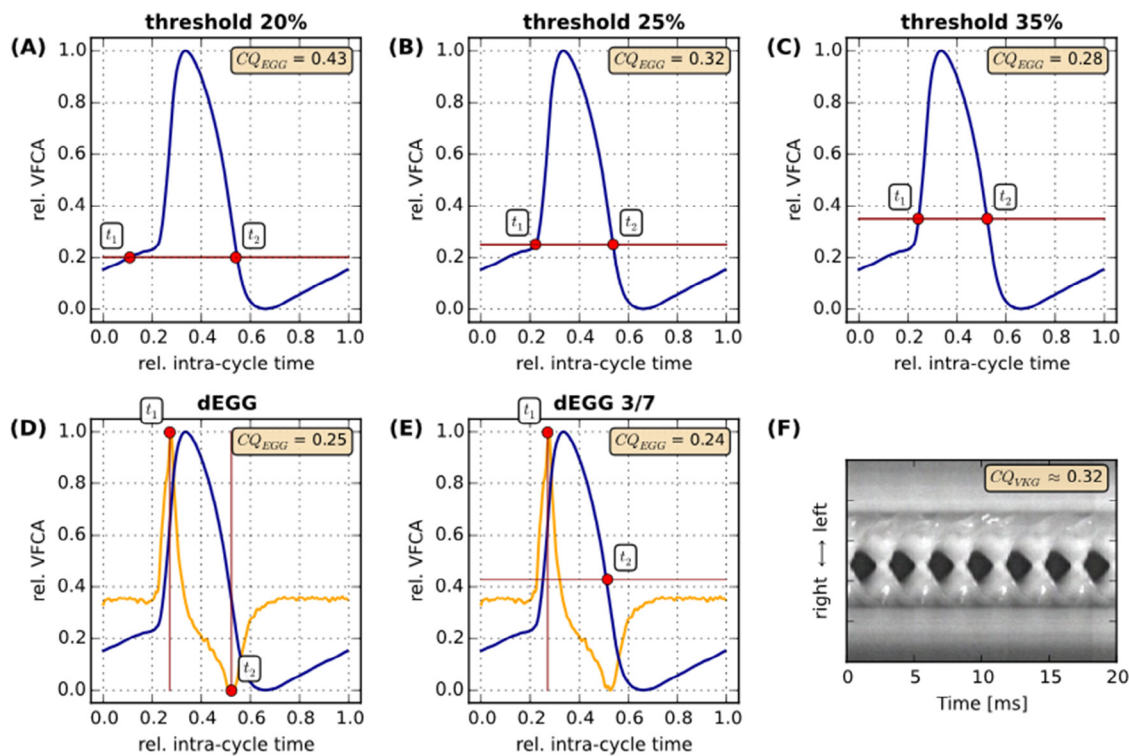 threshold 20%
(A)
CQ_EGG = 0.43
1.0
0.8
0.6
0.4
0.2
0.0
rel. VFCA
t1
t2
0.0 0.2 0.4 0.6 0.8 1.0
rel. intra-cycle time
threshold 25%
(B)
CQ_EGG = 0.32
1.0
0.8
0.6
0.4
0.2
0.0
rel. VFCA
t1
t2
0.0 0.2 0.4 0.6 0.8 1.0
rel. intra-cycle time
threshold 35%
(C)
CQ_EGG = 0.28
1.0
0.8
0.6
0.4
0.2
0.0
rel. VFCA
t1
t2
0.0 0.2 0.4 0.6 0.8 1.0
rel. intra-cycle time
dEGG
(D)
t1
CQ_EGG = 0.25
1.0
0.8
0.6
0.4
0.2
0.0
rel. VFCA
t2
0.0 0.2 0.4 0.6 0.8 1.0
rel. intra-cycle time
dEGG 3/7
(E)
t1
CQ_EGG = 0.24
1.0
0.8
0.6
0.4
0.2
0.0
rel. VFCA
t2
0.0 0.2 0.4 0.6 0.8 1.0
rel. intra-cycle time
(F)
CQ_VKG ≈ 0.32
right ⟷ left
0 5 10 15 20
Time [ms]